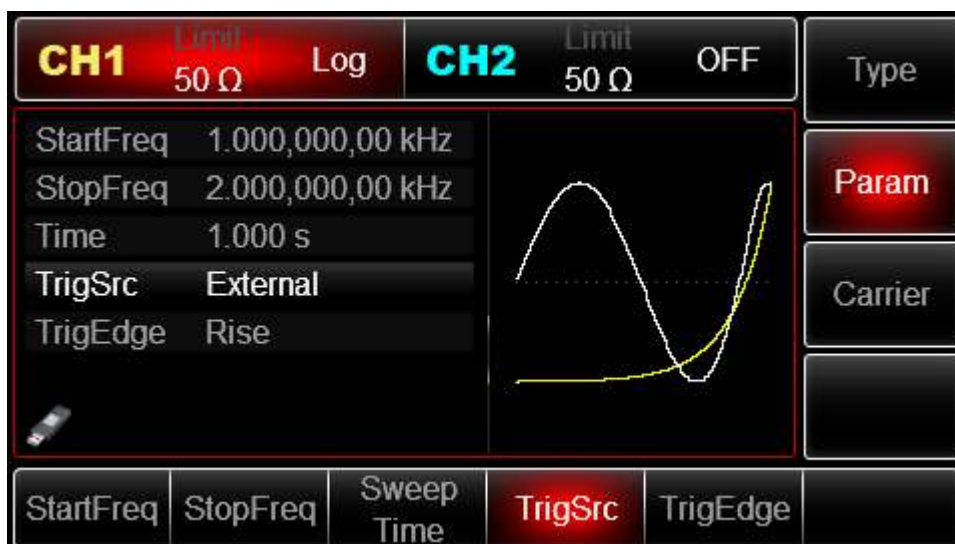 CH1 Limit 50 Ω Log CH2 Limit 50 Ω OFF
Type
StartFreq 1.000,000,00 kHz
StopFreq 2.000,000,00 kHz
Param
Time 1.000 s
TrigSrc External
Carrier
TrigEdge Rise
StartFreq StopFreq Sweep Time TrigSrc TrigEdge